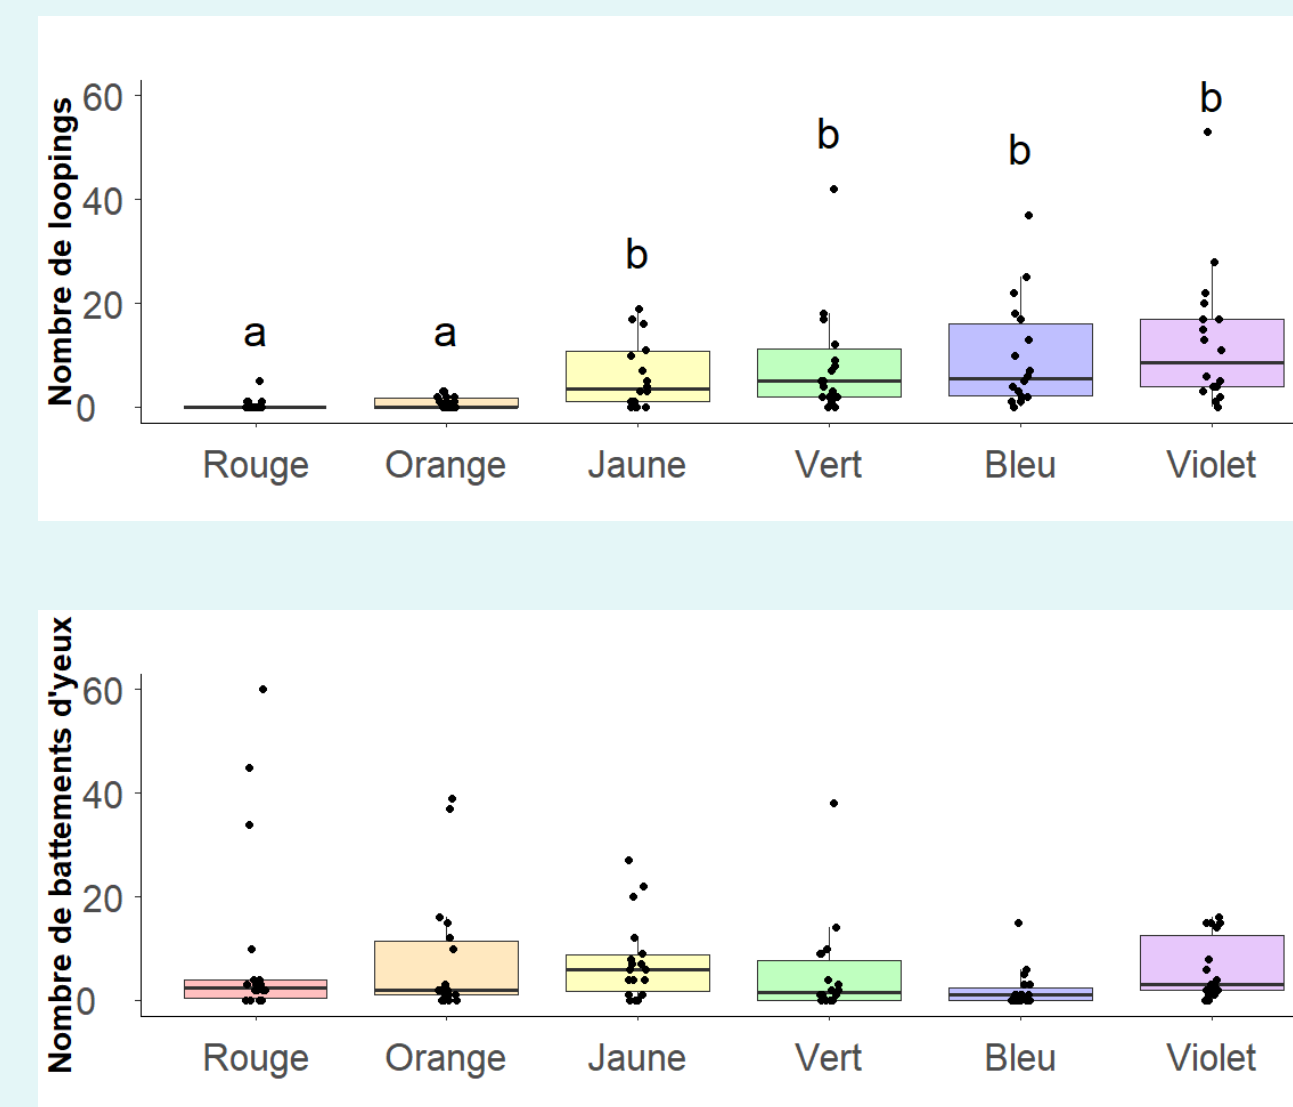 Nombre de loopings
60
40
20
0
a
a
b
b
b
b
Rouge
Orange
Jaune
Vert
Bleu
Violet
Nombre de battements d'yeux
60
40
20
0
Rouge
Orange
Jaune
Vert
Bleu
Violet